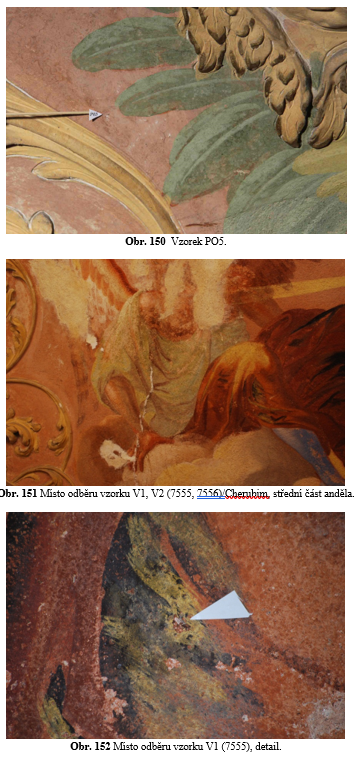 Obr. 150 Vzorek PO5.
Obr. 151 Místo odběru vzorku V1, V2 (7555, 7556)/Cherubim, střední část anděla.
Obr. 152 Místo odběru vzorku V1 (7555), detail.